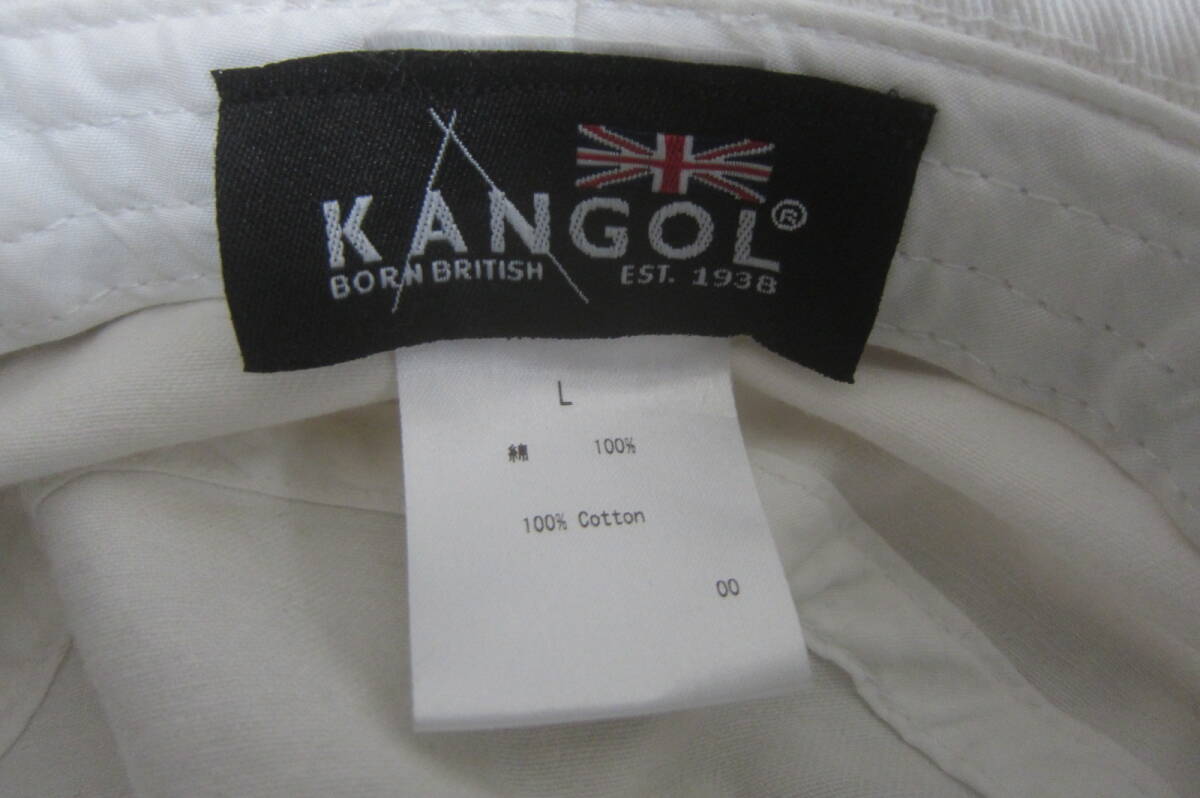 KANGOL®
BORN BRITISH EST. 1938
L
綿 100%
100% Cotton
00